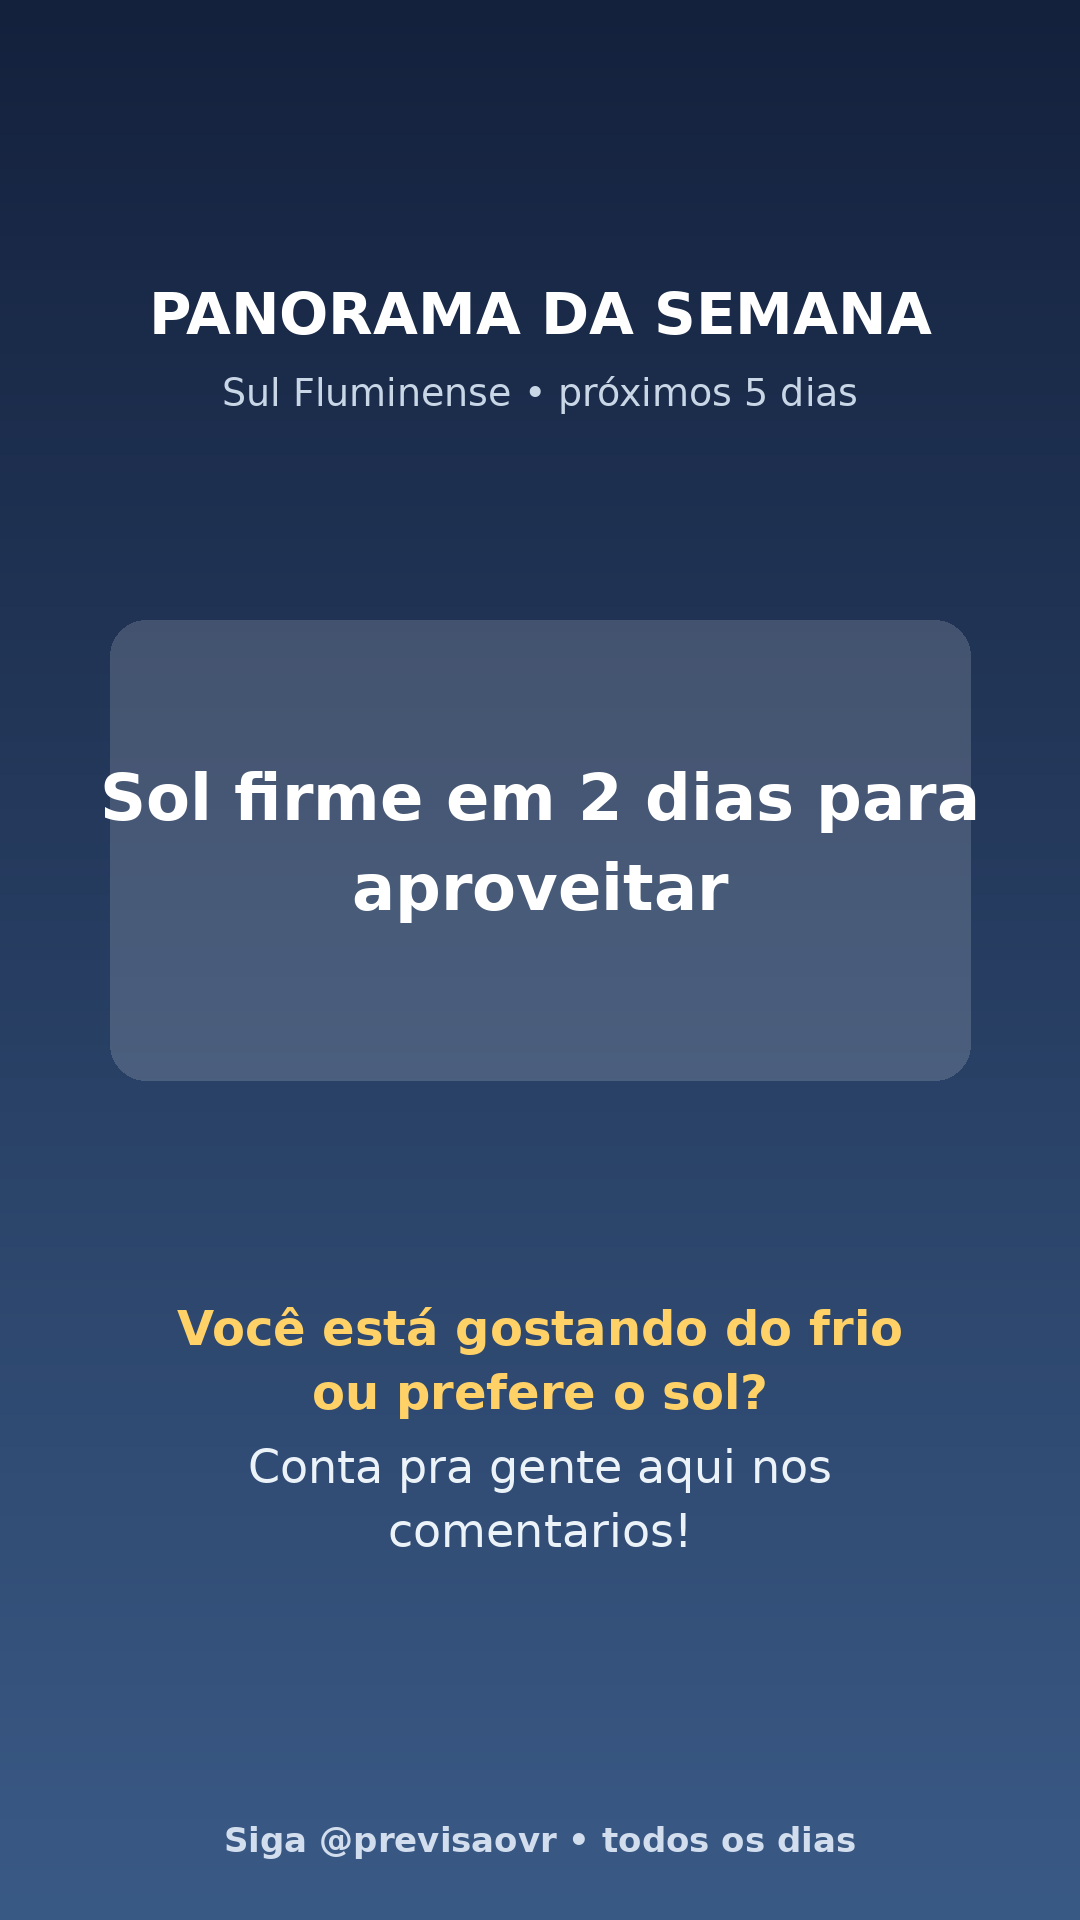 PANORAMA DA SEMANA
Sul Fluminense • próximos 5 dias
Sol firme em 2 dias para
aproveitar
Você está gostando do frio
ou prefere o sol?
Conta pra gente aqui nos
comentarios!
Siga @previsaovr • todos os dias